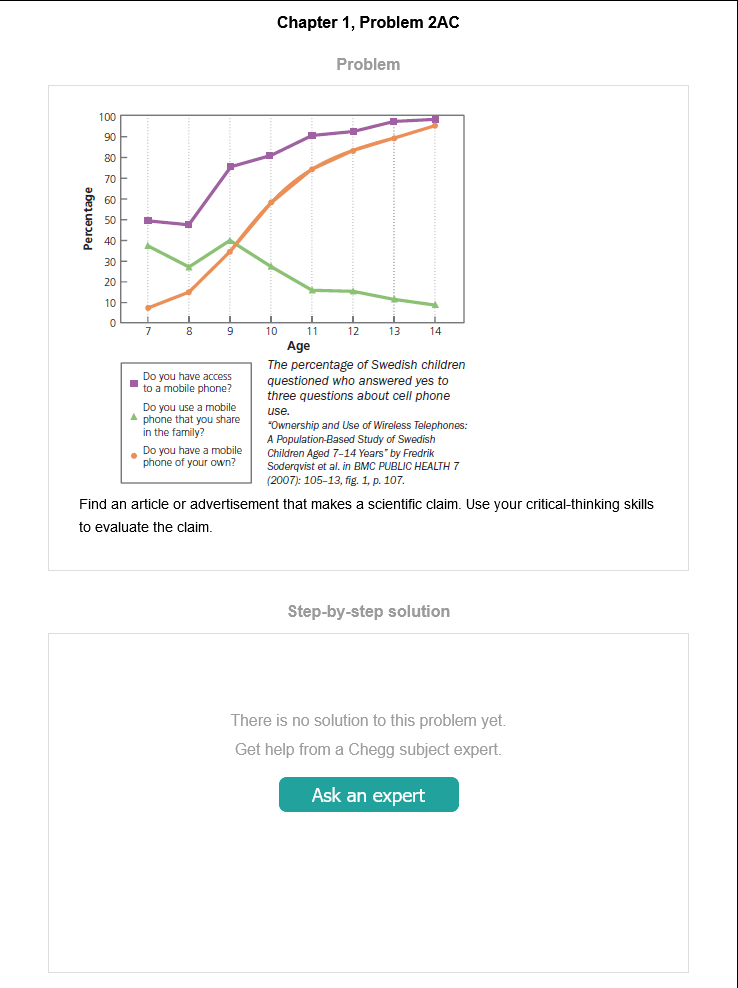 Chapter 1, Problem 2AC
Problem
100
90
80
70
60
50
40
30
20
10
0
Percentage
7 8 9 10 11 12 13 14
Age
Do you have access
to a mobile phone?
Do you use a mobile
phone that you share
in the family?
Do you have a mobile
phone of your own?
The percentage of Swedish children
questioned who answered yes to
three questions about cell phone
use.
"Ownership and Use of Wireless Telephones:
A Population-Based Study of Swedish
Children Aged 7–14 Years" by Fredrik
Soderqvist et al. in BMC PUBLIC HEALTH 7
(2007): 105–13, fig. 1, p. 107.
Find an article or advertisement that makes a scientific claim. Use your critical-thinking skills
to evaluate the claim.
Step-by-step solution
There is no solution to this problem yet.
Get help from a Chegg subject expert.
Ask an expert